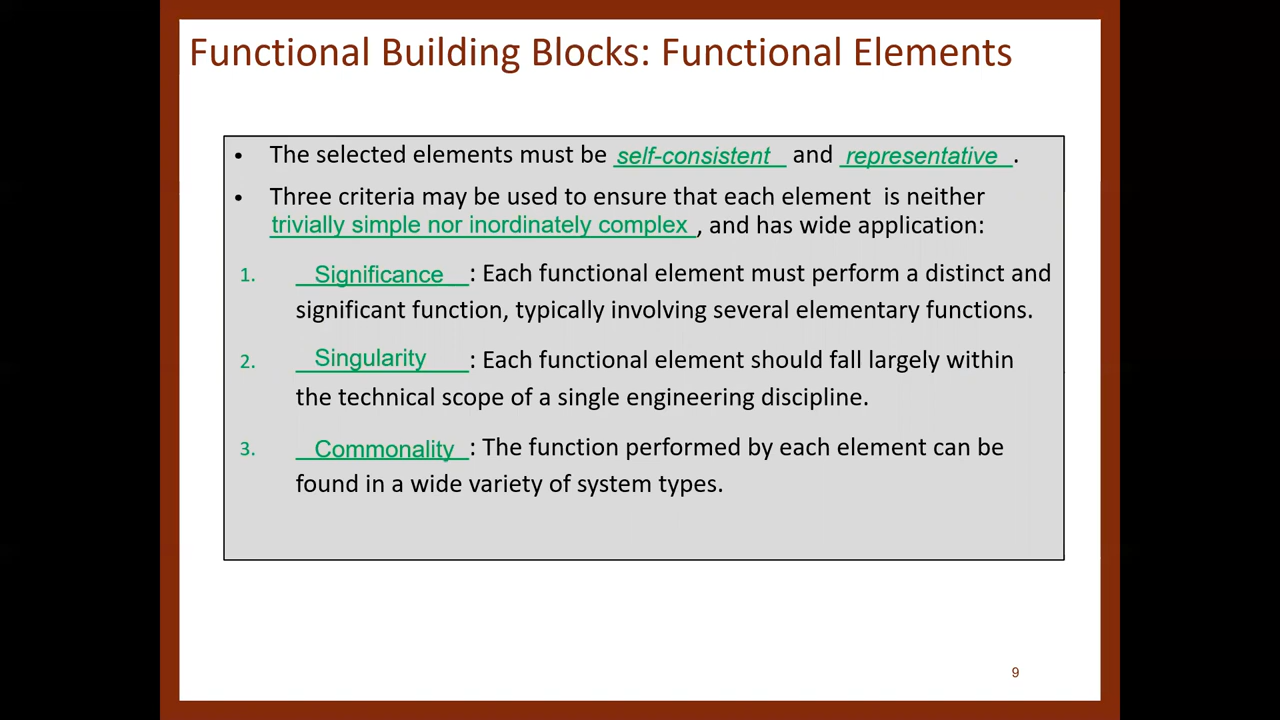 Functional Building Blocks: Functional Elements
• The selected elements must be self-consistent and representative.
• Three criteria may be used to ensure that each element is neither
trivially simple nor inordinately complex, and has wide application:
1. Significance: Each functional element must perform a distinct and
significant function, typically involving several elementary functions.
2. Singularity: Each functional element should fall largely within
the technical scope of a single engineering discipline.
3. Commonality: The function performed by each element can be
found in a wide variety of system types.
9